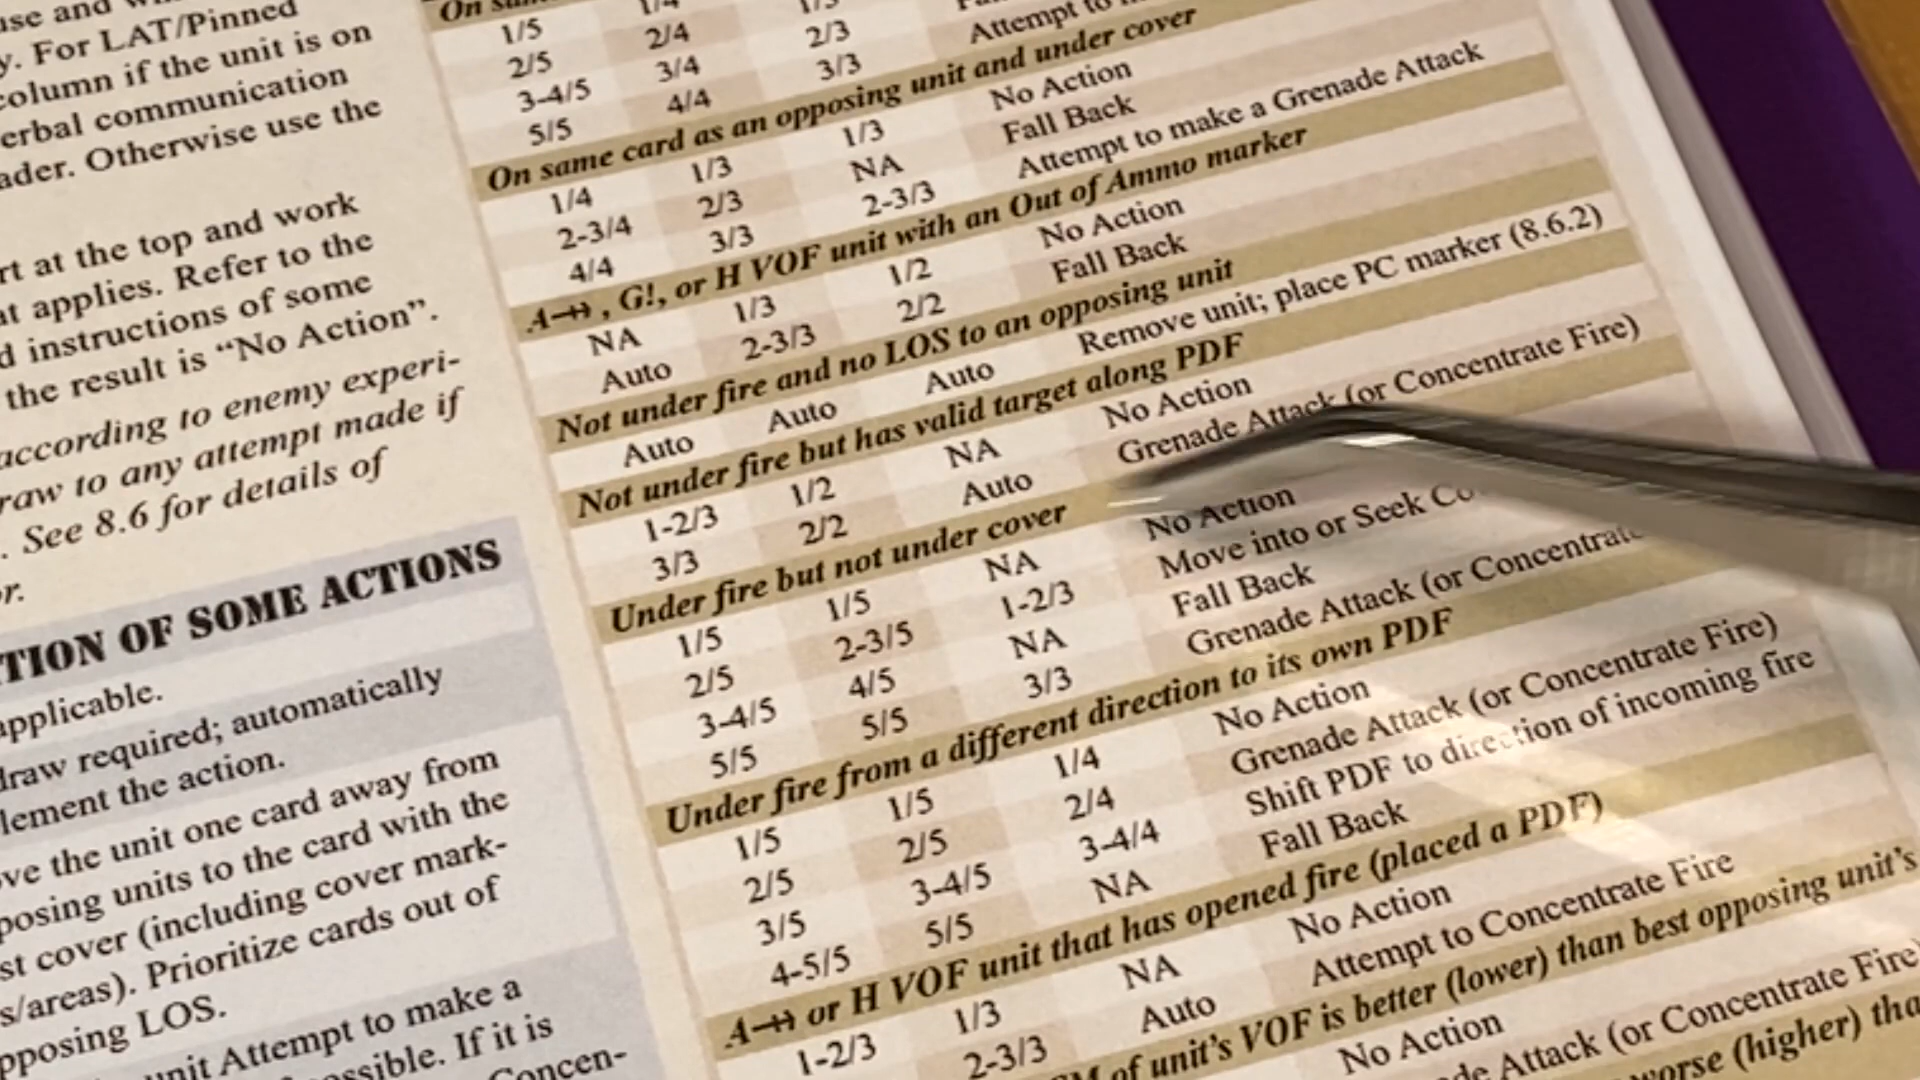 use and
y. For LAT/Pinned
column if the unit is on
erbal communication
ader. Otherwise use the
rt at the top and work
at applies. Refer to the
d instructions of some
the result is “No Action”.
according to enemy experi-
raw to any attempt made if
. See 8.6 for details of
or.
TION OF SOME ACTIONS
applicable.
draw required; automatically
lement the action.
ve the unit one card away from
posing units to the card with the
st cover (including cover mark-
s/areas). Prioritize cards out of
pposing LOS.
unit Attempt to make a
ossible. If it is
Concen-
On
1/5 1/4
2/5 2/4 1/3
3-4/5 3/4 2/3
5/5 4/4 3/3 Attempt to
On same card as an opposing unit and under cover
1/4 1/3 1/3 No Action
2-3/4 2/3 NA Fall Back
4/4 3/3 2-3/3 Attempt to make a Grenade Attack
A, G!, or H VOF unit with an Out of Ammo marker
NA 1/3 1/2 No Action
Auto 2-3/3 2/2 Fall Back
Not under fire and no LOS to an opposing unit
Auto Auto Auto Remove unit; place PC marker (8.6.2)
Not under fire but has valid target along PDF
1-2/3 1/2 NA No Action
3/3 2/2 Auto Grenade Attack (or Concentrate Fire)
Under fire but not under cover
1/5 1/5 NA No Action
2/5 2-3/5 1-2/3 Move into or Seek Co
3-4/5 4/5 NA Fall Back
5/5 5/5 3/3 Grenade Attack (or Concentrate
Under fire from a different direction to its own PDF
1/5 1/5 1/4 No Action
2/5 2/5 2/4 Grenade Attack (or Concentrate Fire)
3/5 3-4/5 3-4/4 Shift PDF to direction of incoming fire
4-5/5 5/5 NA Fall Back
A or H VOF unit that has opened fire (placed a PDF)
1-2/3 1/3 NA No Action
2-3/3 Auto Attempt to Concentrate Fire
of unit's VOF is better (lower) than best opposing unit's
No Action
de Attack (or Concentrate Fire)
worse (higher) tha